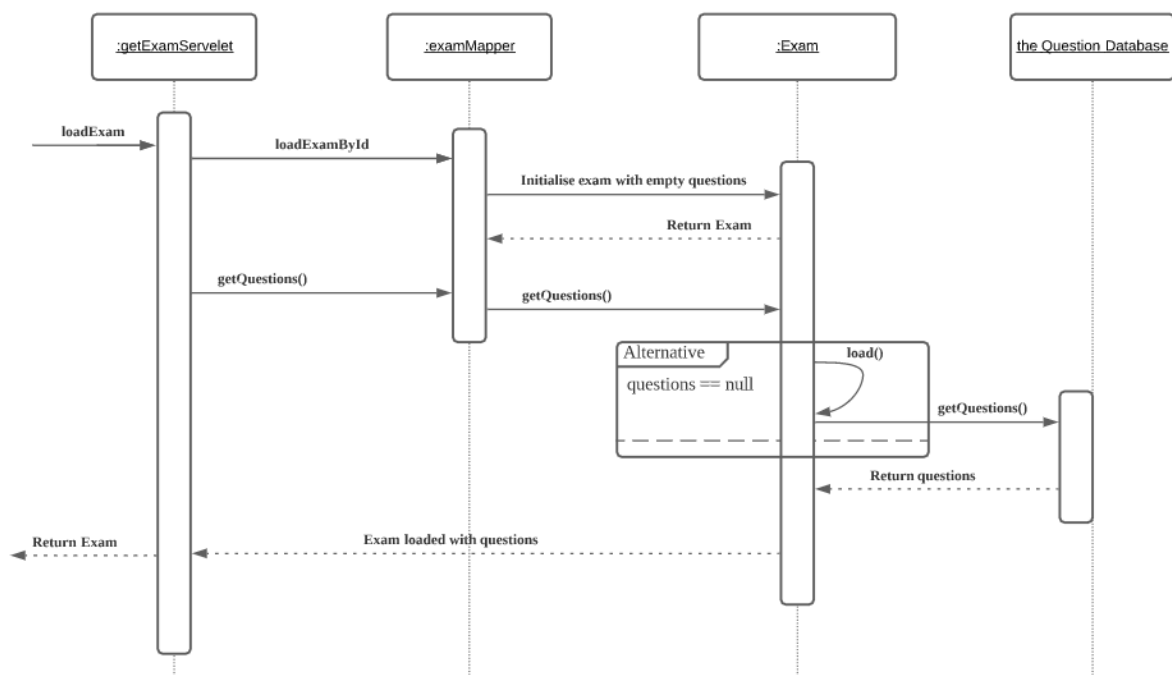 :getExamServelet
:examMapper
:Exam
the Question Database
loadExam
loadExamById
Initialise exam with empty questions
Return Exam
getQuestions()
getQuestions()
Alternative
load()
questions == null
getQuestions()
Return questions
Exam loaded with questions
Return Exam